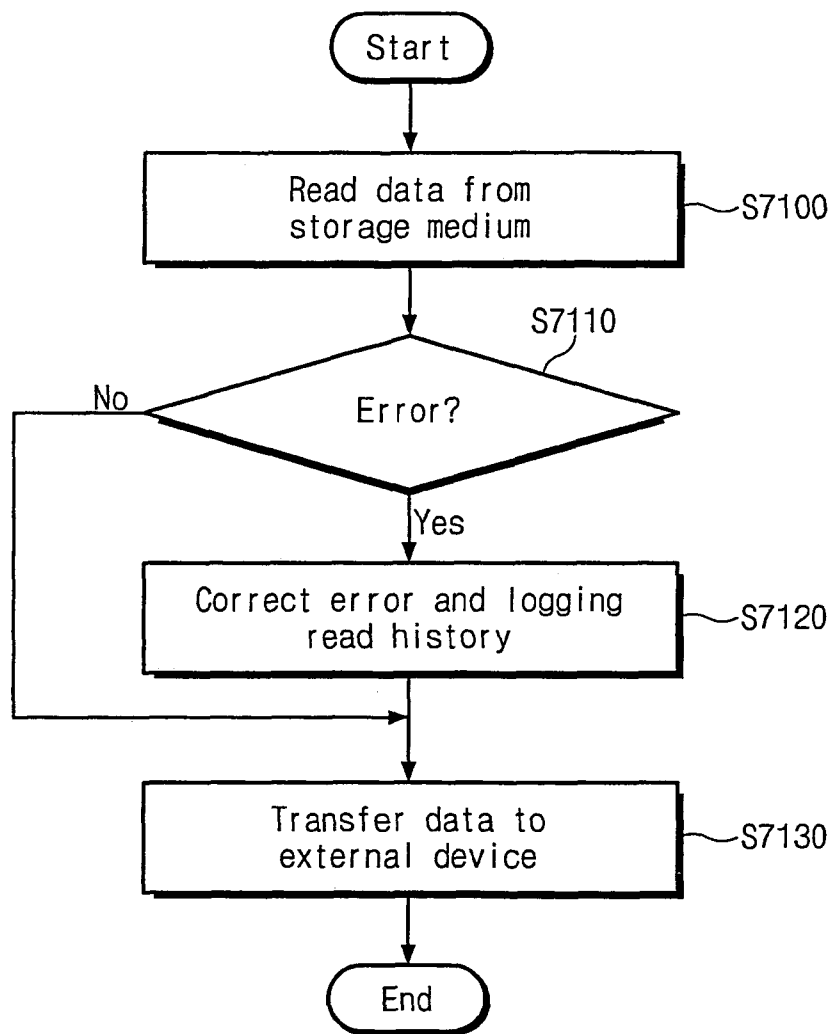 Start
Read data from
storage medium
S7100
S7110
Error?
No
Yes
Correct error and logging
read history
S7120
Transfer data to
external device
S7130
End